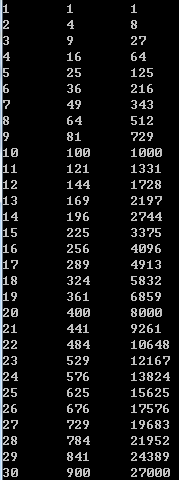 1 1 1
2 4 8
3 9 27
4 16 64
5 25 125
6 36 216
7 49 343
8 64 512
9 81 729
10 100 1000
11 121 1331
12 144 1728
13 169 2197
14 196 2744
15 225 3375
16 256 4096
17 289 4913
18 324 5832
19 361 6859
20 400 8000
21 441 9261
22 484 10648
23 529 12167
24 576 13824
25 625 15625
26 676 17576
27 729 19683
28 784 21952
29 841 24389
30 900 27000